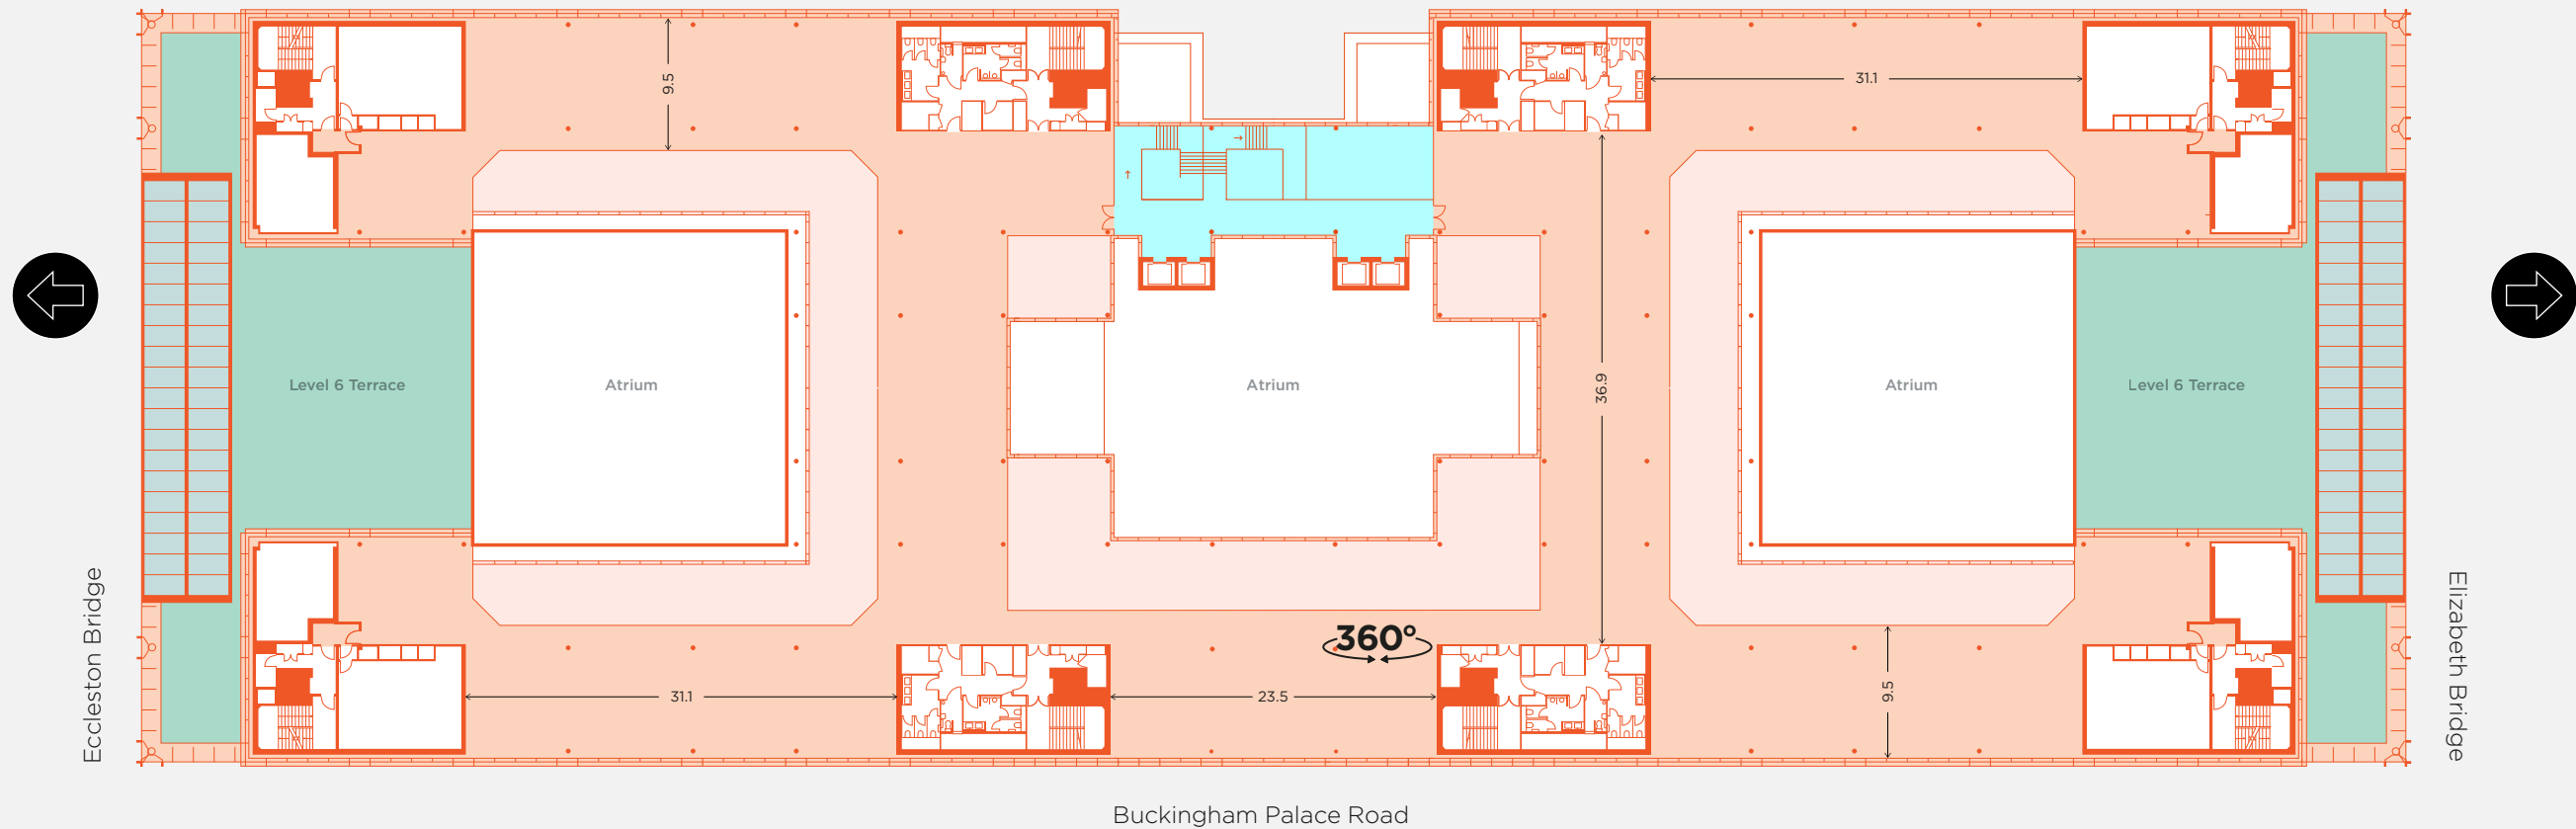 9.5
31.1
Level 6 Terrace
Atrium
Atrium
36.9
Atrium
Level 6 Terrace
Eccleston Bridge
Elizabeth Bridge
360°
31.1
23.5
9.5
Buckingham Palace Road